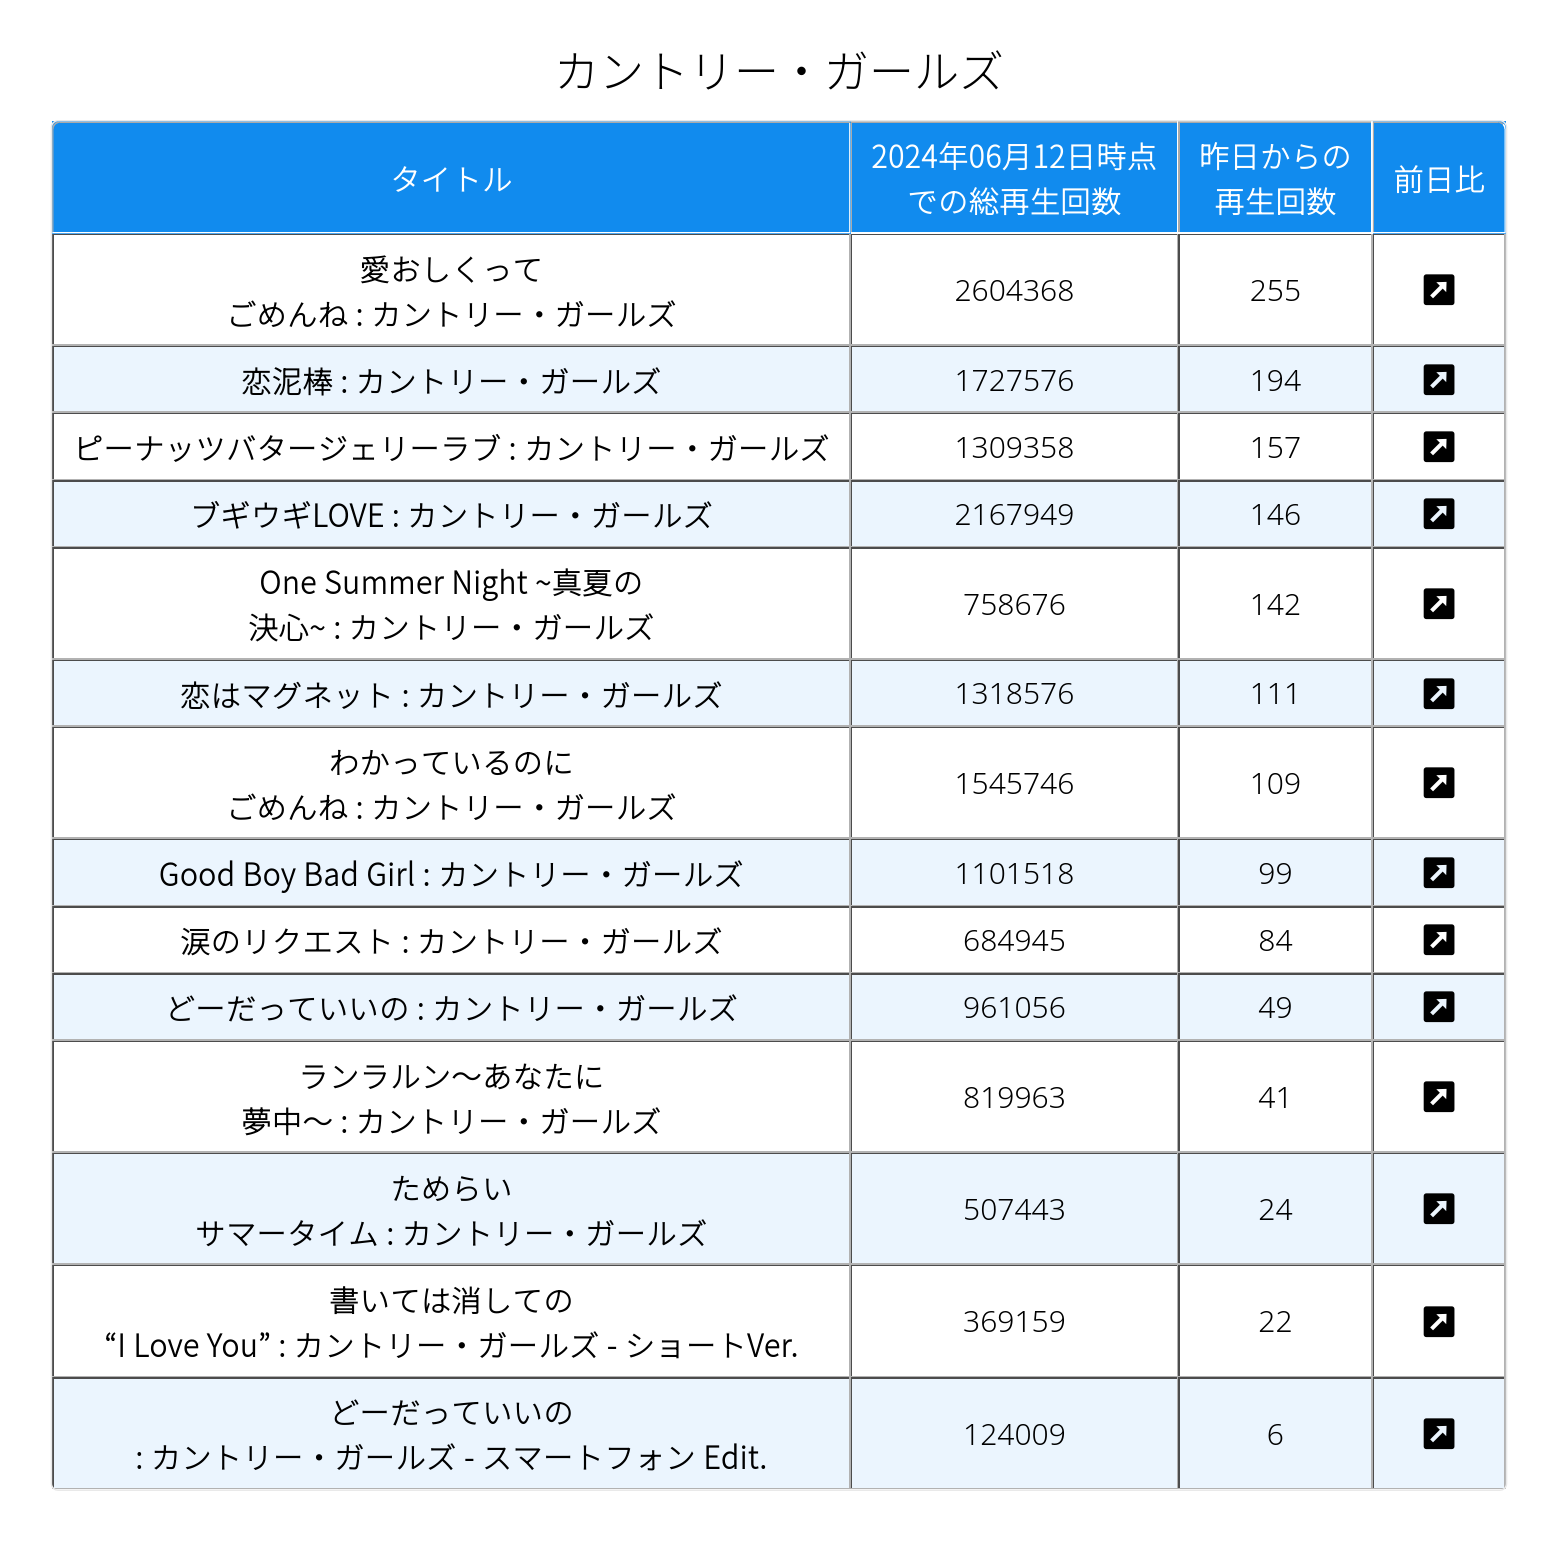 カントリー・ガールズ
タイトル
2024年06月12日時点
での総再生回数
昨日からの
再生回数
前日比
愛おしくって
ごめんね : カントリー・ガールズ
2604368
255
恋泥棒 : カントリー・ガールズ
1727576
194
ピーナッツバタージェリーラブ : カントリー・ガールズ
1309358
157
ブギウギLOVE : カントリー・ガールズ
2167949
146
One Summer Night ~真夏の
決心~ : カントリー・ガールズ
758676
142
恋はマグネット : カントリー・ガールズ
1318576
111
わかっているのに
ごめんね : カントリー・ガールズ
1545746
109
Good Boy Bad Girl : カントリー・ガールズ
1101518
99
涙のリクエスト : カントリー・ガールズ
684945
84
どーだっていいの : カントリー・ガールズ
961056
49
ランラルン〜あなたに
夢中〜 : カントリー・ガールズ
819963
41
ためらい
サマータイム : カントリー・ガールズ
507443
24
書いては消しての
“I Love You” : カントリー・ガールズ - ショートVer.
369159
22
どーだっていいの
: カントリー・ガールズ - スマートフォン Edit.
124009
6